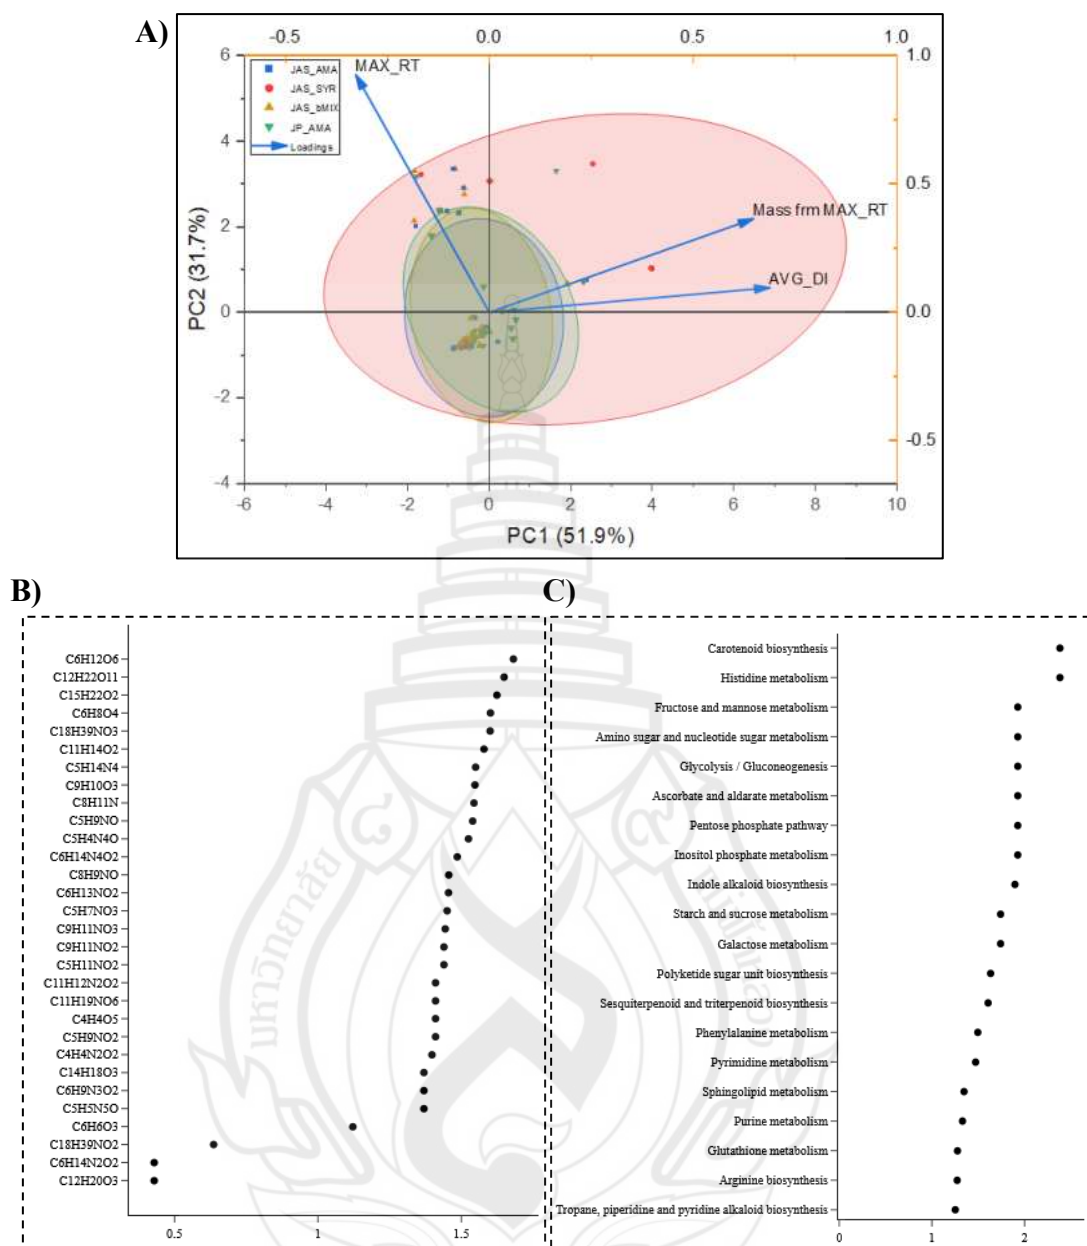 A)
-0.5 0.0 0.5 1.0
6 4 2 0 -2 -4
1.0 0.5 0.0 -0.5
JAS_AMA
JAS_SYR
JAS_bMIX
JP_AMA
Loadings
MAX_RT
Mass frm MAX_RT
AVG_DI
PC2 (31.7%)
-6 -4 -2 0 2 4 6 8 10
PC1 (51.9%)
B)
C6H12O6
C12H22O11
C15H22O2
C6H8O4
C18H39NO3
C11H14O2
C5H14N4
C9H10O3
C8H11N
C5H9NO
C5H4N4O
C6H14N4O2
C8H9NO
C6H13NO2
C5H7NO3
C9H11NO3
C9H11NO2
C5H11NO2
C11H12N2O2
C11H19NO6
C4H4O5
C5H9NO2
C4H4N2O2
C14H18O3
C6H9N3O2
C5H5N5O
C6H6O3
C18H39NO2
C6H14N2O2
C12H20O3
0.5 1 1.5
C)
Carotenoid biosynthesis
Histidine metabolism
Fructose and mannose metabolism
Amino sugar and nucleotide sugar metabolism
Glycolysis / Gluconeogenesis
Ascorbate and aldarate metabolism
Pentose phosphate pathway
Inositol phosphate metabolism
Indole alkaloid biosynthesis
Starch and sucrose metabolism
Galactose metabolism
Polyketide sugar unit biosynthesis
Sesquiterpenoid and triterpenoid biosynthesis
Phenylalanine metabolism
Pyrimidine metabolism
Sphingolipid metabolism
Purine metabolism
Glutathione metabolism
Arginine biosynthesis
Tropane, piperidine and pyridine alkaloid biosynthesis
0 1 2